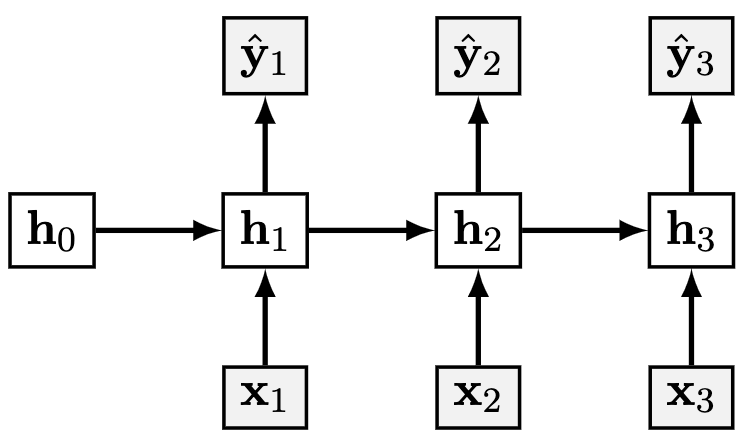 ŷ₁ ŷ₂ ŷ₃
h₀ h₁ h₂ h₃
x₁ x₂ x₃